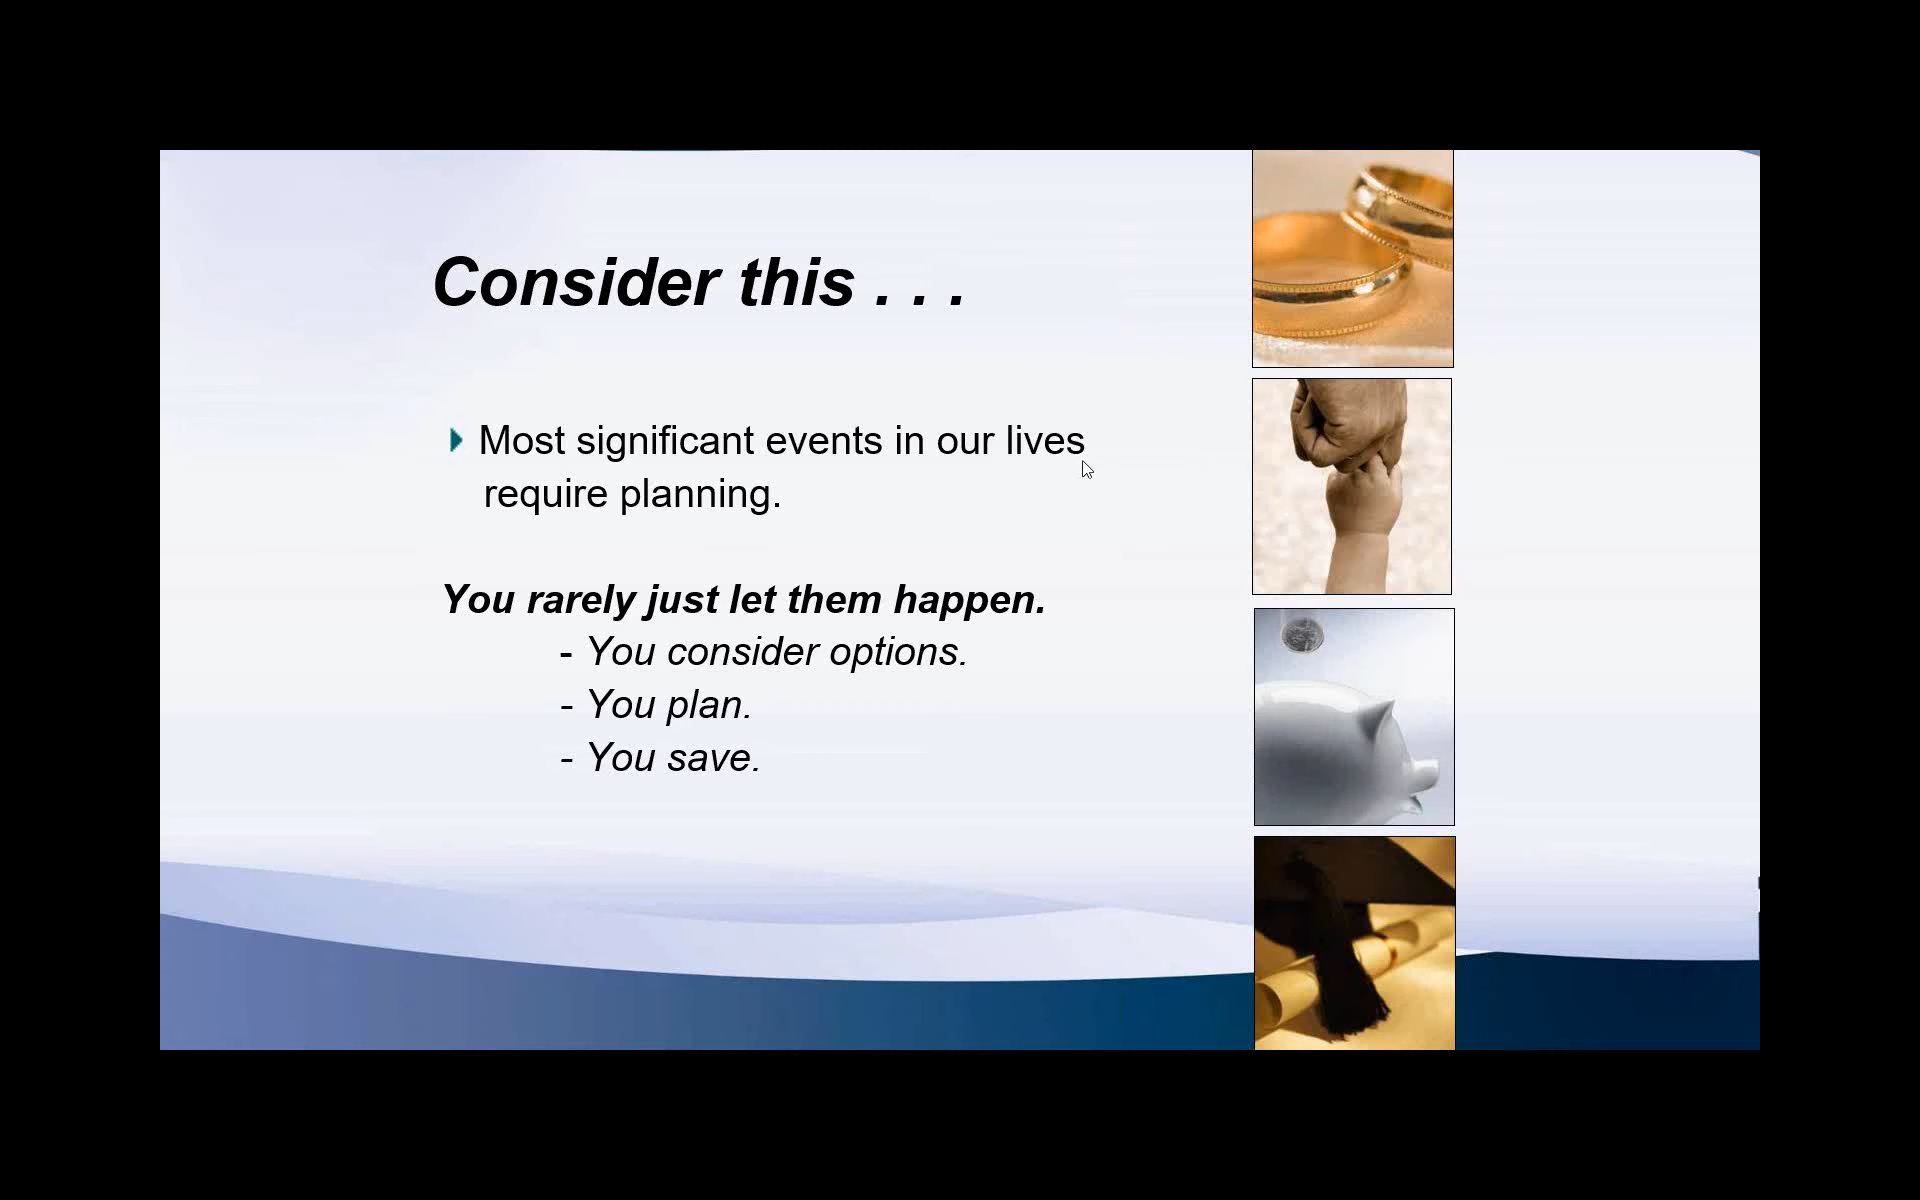 Consider this . . .
Most significant events in our lives
require planning.
You rarely just let them happen.
- You consider options.
- You plan.
- You save.